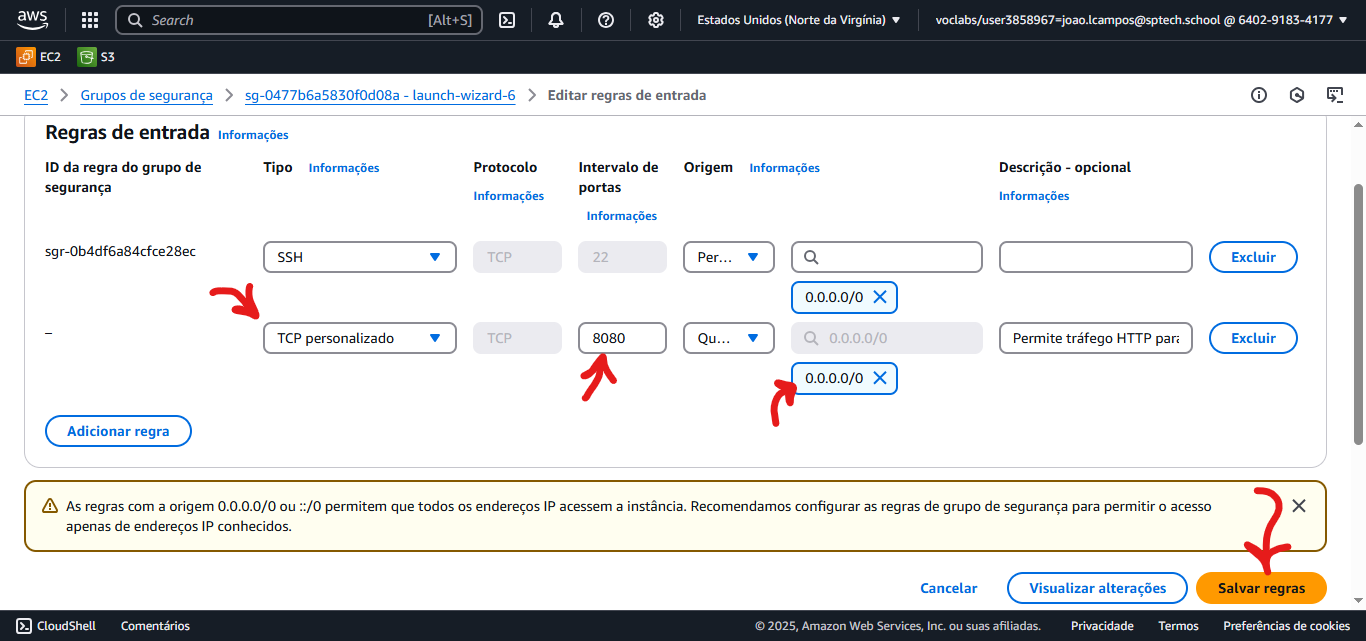 aws
Search [Alt+S]
Estados Unidos (Norte da Virgínia)
voclabs/user3858967=joao.lcampos@sptech.school @ 6402-9183-4177
EC2 S3
EC2 > Grupos de segurança > sg-0477b6a5830f0d08a - launch-wizard-6 > Editar regras de entrada
Regras de entrada Informações
ID da regra do grupo de segurança
Tipo Informações
Protocolo
Informações
Intervalo de portas
Informações
Origem Informações
Descrição - opcional
Informações
sgr-0b4df6a84cfce28ec SSH TCP 22 Per... Excluir
0.0.0.0/0
– TCP personalizado TCP 8080 Qu... 0.0.0.0/0 Permite tráfego HTTP para Excluir
0.0.0.0/0
Adicionar regra
As regras com a origem 0.0.0.0/0 ou ::/0 permitem que todos os endereços IP acessem a instância. Recomendamos configurar as regras de grupo de segurança para permitir o acesso
apenas de endereços IP conhecidos.
Cancelar Visualizar alterações Salvar regras
CloudShell Comentários © 2025, Amazon Web Services, Inc. ou suas afiliadas. Privacidade Termos Preferências de cookies